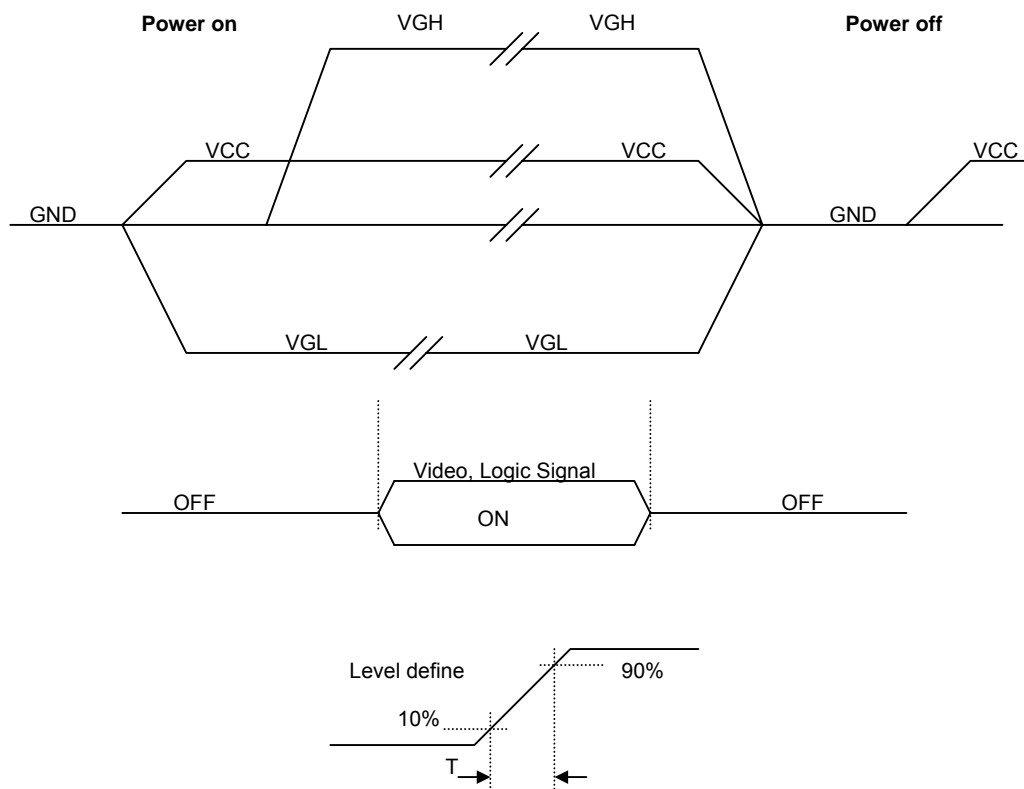 Power on
VGH
VGH
Power off
VCC
VCC
VCC
GND
GND
VGL
VGL
Video, Logic Signal
OFF
ON
OFF
Level define
90%
10%
T